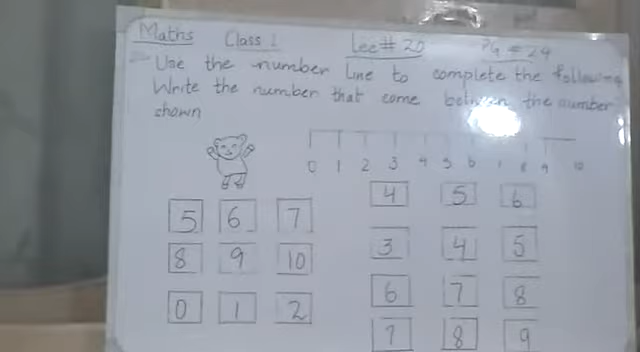 Maths Class 1 Lec# 20 PG # 29
Use the number line to complete the following
Write the number that come between the number
shown
0 1 2 3 4 5 6 7 8 9 10
4 5 6
5 6 7
3 4 5
8 9 10
6 7 8
0 1 2
7 8 9